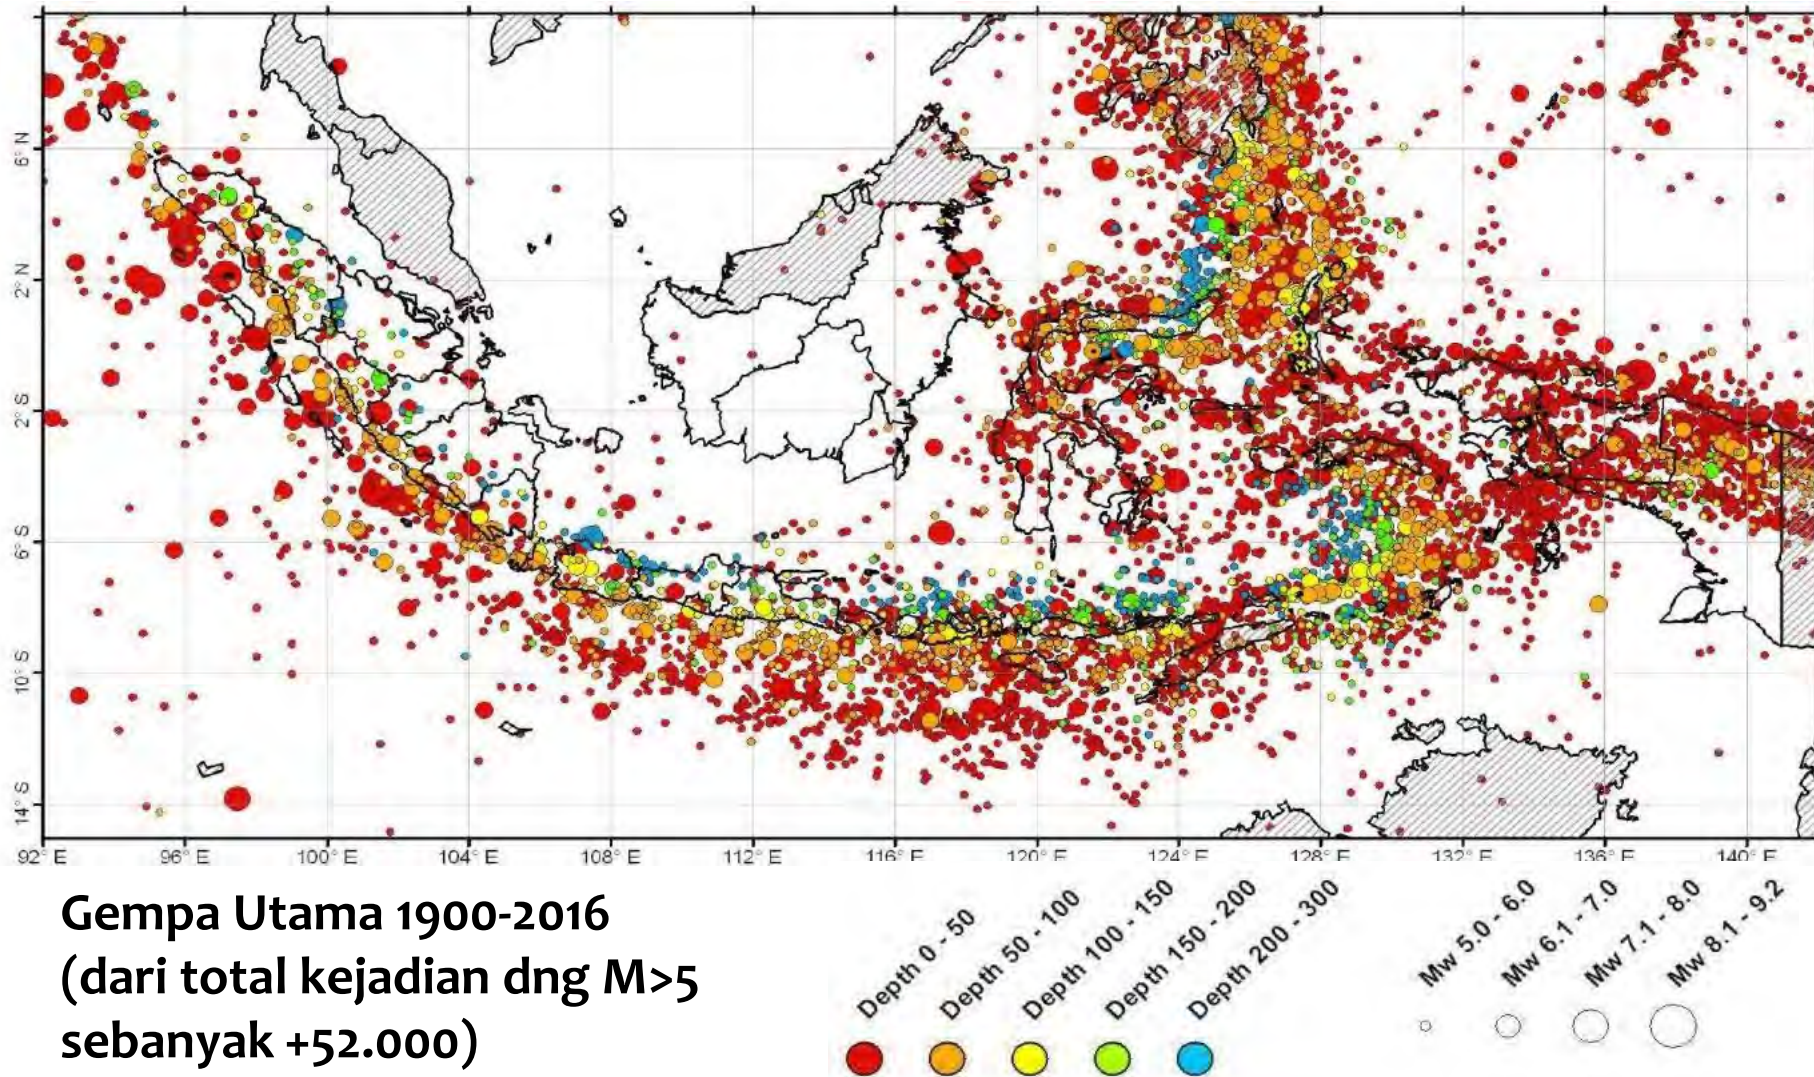 6° N
2° N
2° S
6° S
10° S
14° S
92° E 96° E 100° E 104° E 108° E 112° E 116° E 120° E 124° E 128° E 132° E 136° E 140° E
Gempa Utama 1900-2016
(dari total kejadian dng M>5
sebanyak +52.000)
Depth 0 - 50
Depth 50 - 100
Depth 100 - 150
Depth 150 - 200
Depth 200 - 300
Mw 5.0 - 6.0
Mw 6.1 - 7.0
Mw 7.1 - 8.0
Mw 8.1 - 9.2